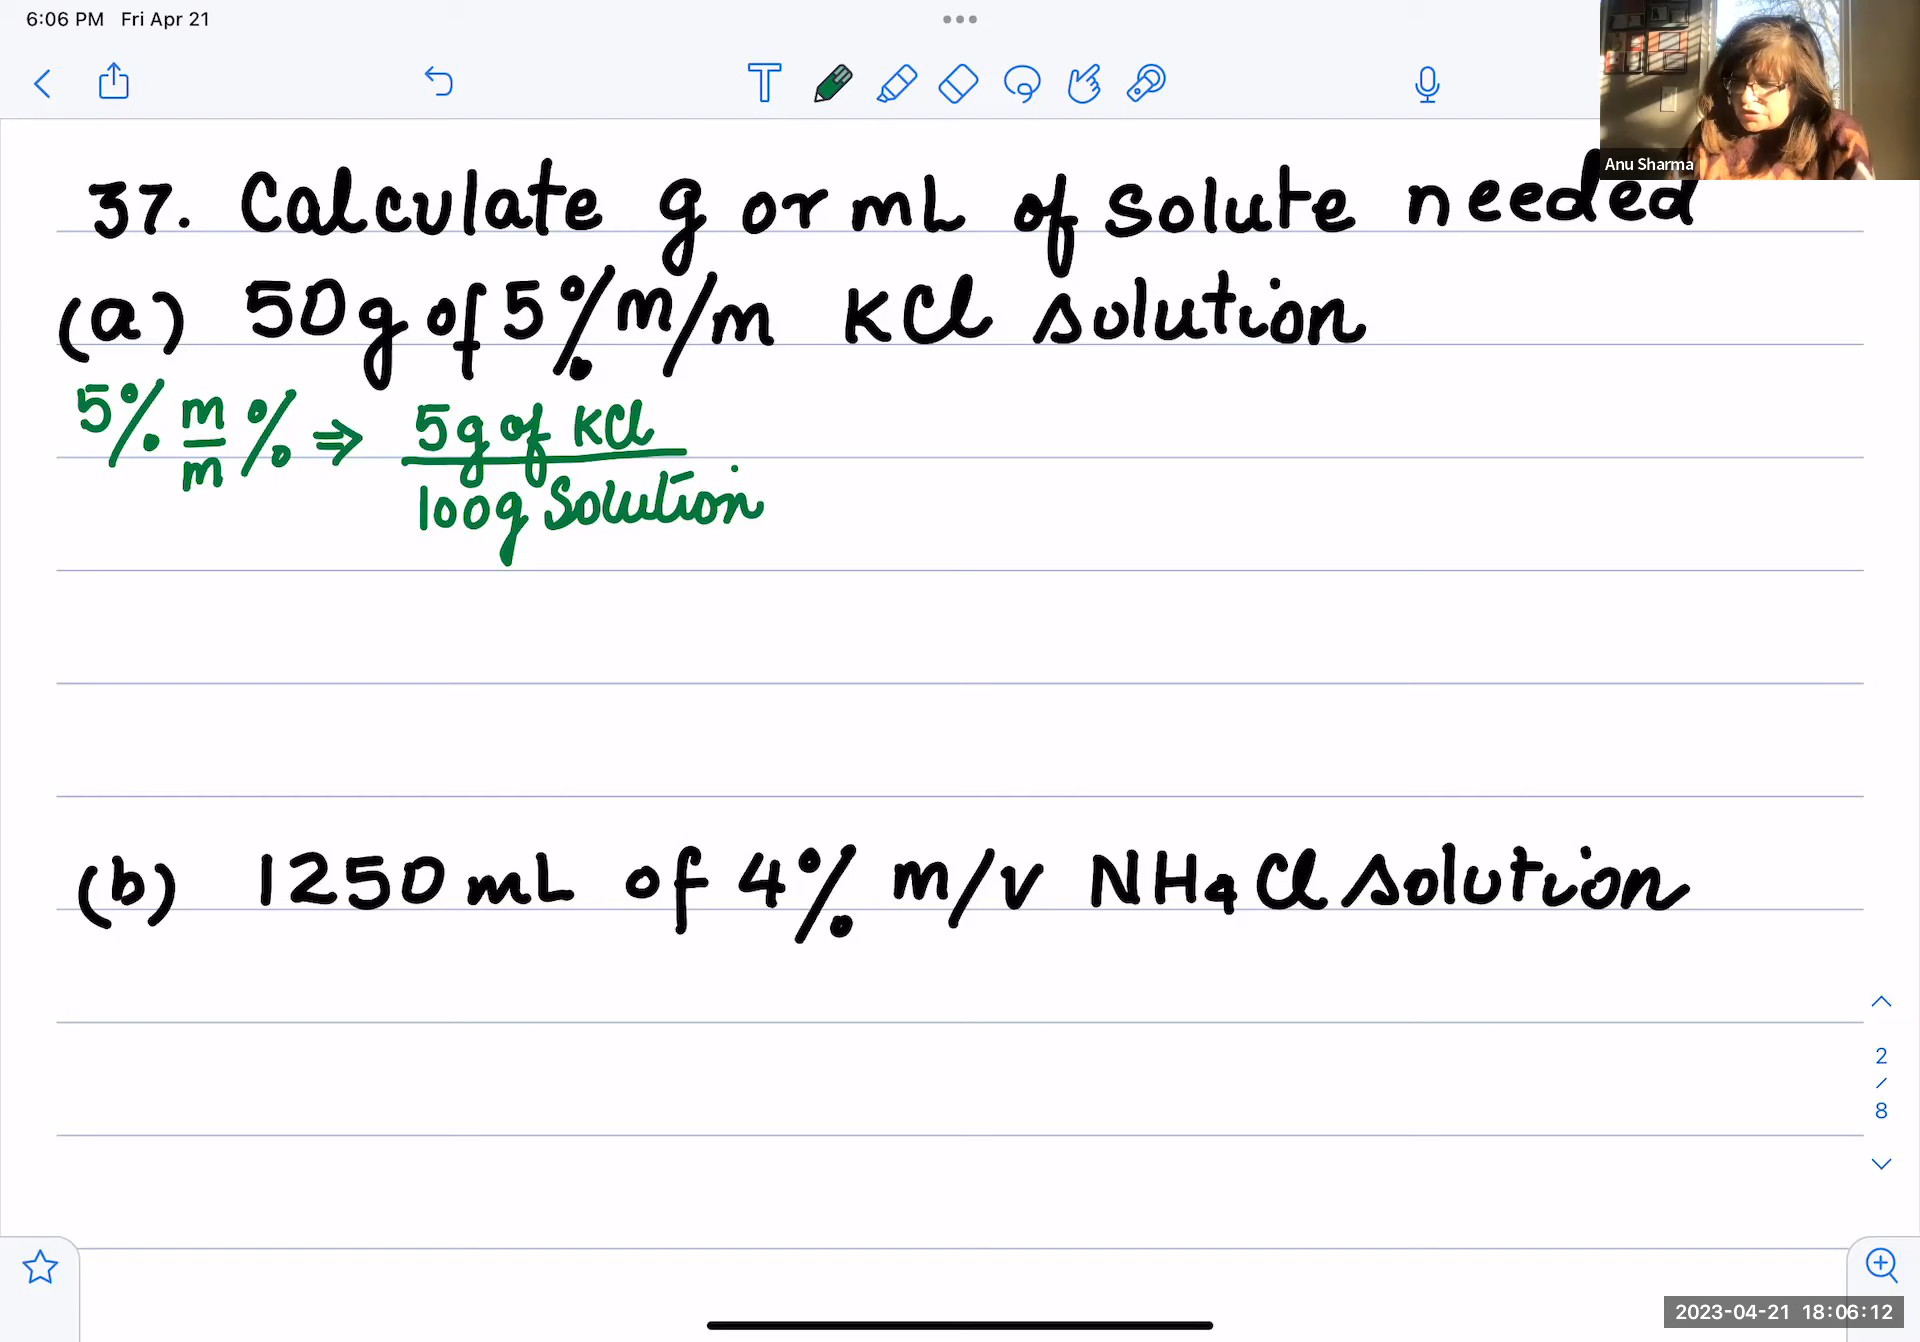 6:06 PM Fri Apr 21
Anu Sharma
37. Calculate g or mL of solute needed
(a) 50g of 5% m/m KCl solution
5% m/m % ⇒ 5g of KCl
100g Solution
(b) 1250 mL of 4% m/v NH4Cl solution
2
/
8
2023-04-21 18:06:12